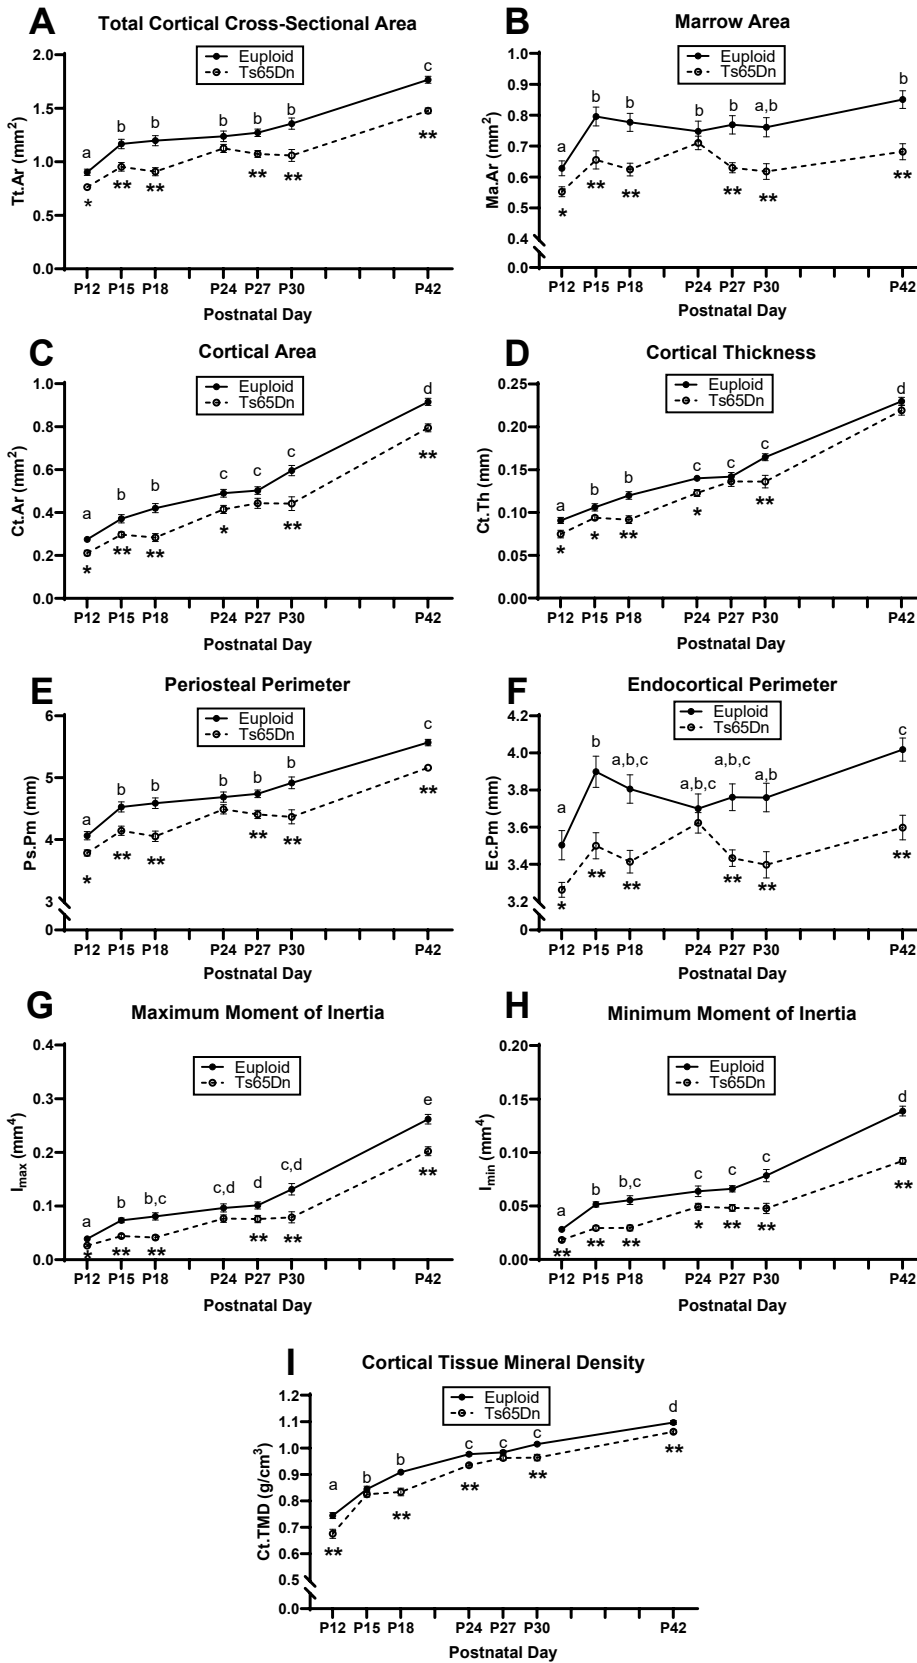 A Total Cortical Cross-Sectional Area
Euploid
Ts65Dn
Tt.Ar (mm²)
2.0
1.5
1.0
0.5
0.0
a b b b b b c
* ** ** ** ** **
P12 P15 P18 P24 P27 P30 P42
Postnatal Day
B Marrow Area
Euploid
Ts65Dn
Ma.Ar (mm²)
1.0
0.9
0.8
0.7
0.6
0.5
0.4
0.0
a b b b b a,b b
* ** ** ** ** **
P12 P15 P18 P24 P27 P30 P42
Postnatal Day
C Cortical Area
Euploid
Ts65Dn
Ct.Ar (mm²)
1.0
0.8
0.6
0.4
0.2
0.0
a b b c c c d
* ** ** * ** **
P12 P15 P18 P24 P27 P30 P42
Postnatal Day
D Cortical Thickness
Euploid
Ts65Dn
Ct.Th (mm)
0.25
0.20
0.15
0.10
0.05
0.00
a b b c c c d
* * ** * **
P12 P15 P18 P24 P27 P30 P42
Postnatal Day
E Periosteal Perimeter
Euploid
Ts65Dn
Ps.Pm (mm)
6
5
4
3
0
a b b b b b c
* ** ** ** ** **
P12 P15 P18 P24 P27 P30 P42
Postnatal Day
F Endocortical Perimeter
Euploid
Ts65Dn
Ec.Pm (mm)
4.2
4.0
3.8
3.6
3.4
3.2
0
a b a,b,c a,b,c a,b,c a,b c
* ** ** ** ** **
P12 P15 P18 P24 P27 P30 P42
Postnatal Day
G Maximum Moment of Inertia
Euploid
Ts65Dn
Imax (mm⁴)
0.4
0.3
0.2
0.1
0.0
a b b,c c,d d c,d e
* ** ** ** ** **
P12 P15 P18 P24 P27 P30 P42
Postnatal Day
H Minimum Moment of Inertia
Euploid
Ts65Dn
Imin (mm⁴)
0.20
0.15
0.10
0.05
0.00
a b b,c c c c d
** ** ** * ** ** **
P12 P15 P18 P24 P27 P30 P42
Postnatal Day
I Cortical Tissue Mineral Density
Euploid
Ts65Dn
Ct.TMD (g/cm³)
1.2
1.1
1.0
0.9
0.8
0.7
0.6
0.5
0.0
a b b c c c d
** ** ** ** **
P12 P15 P18 P24 P27 P30 P42
Postnatal Day